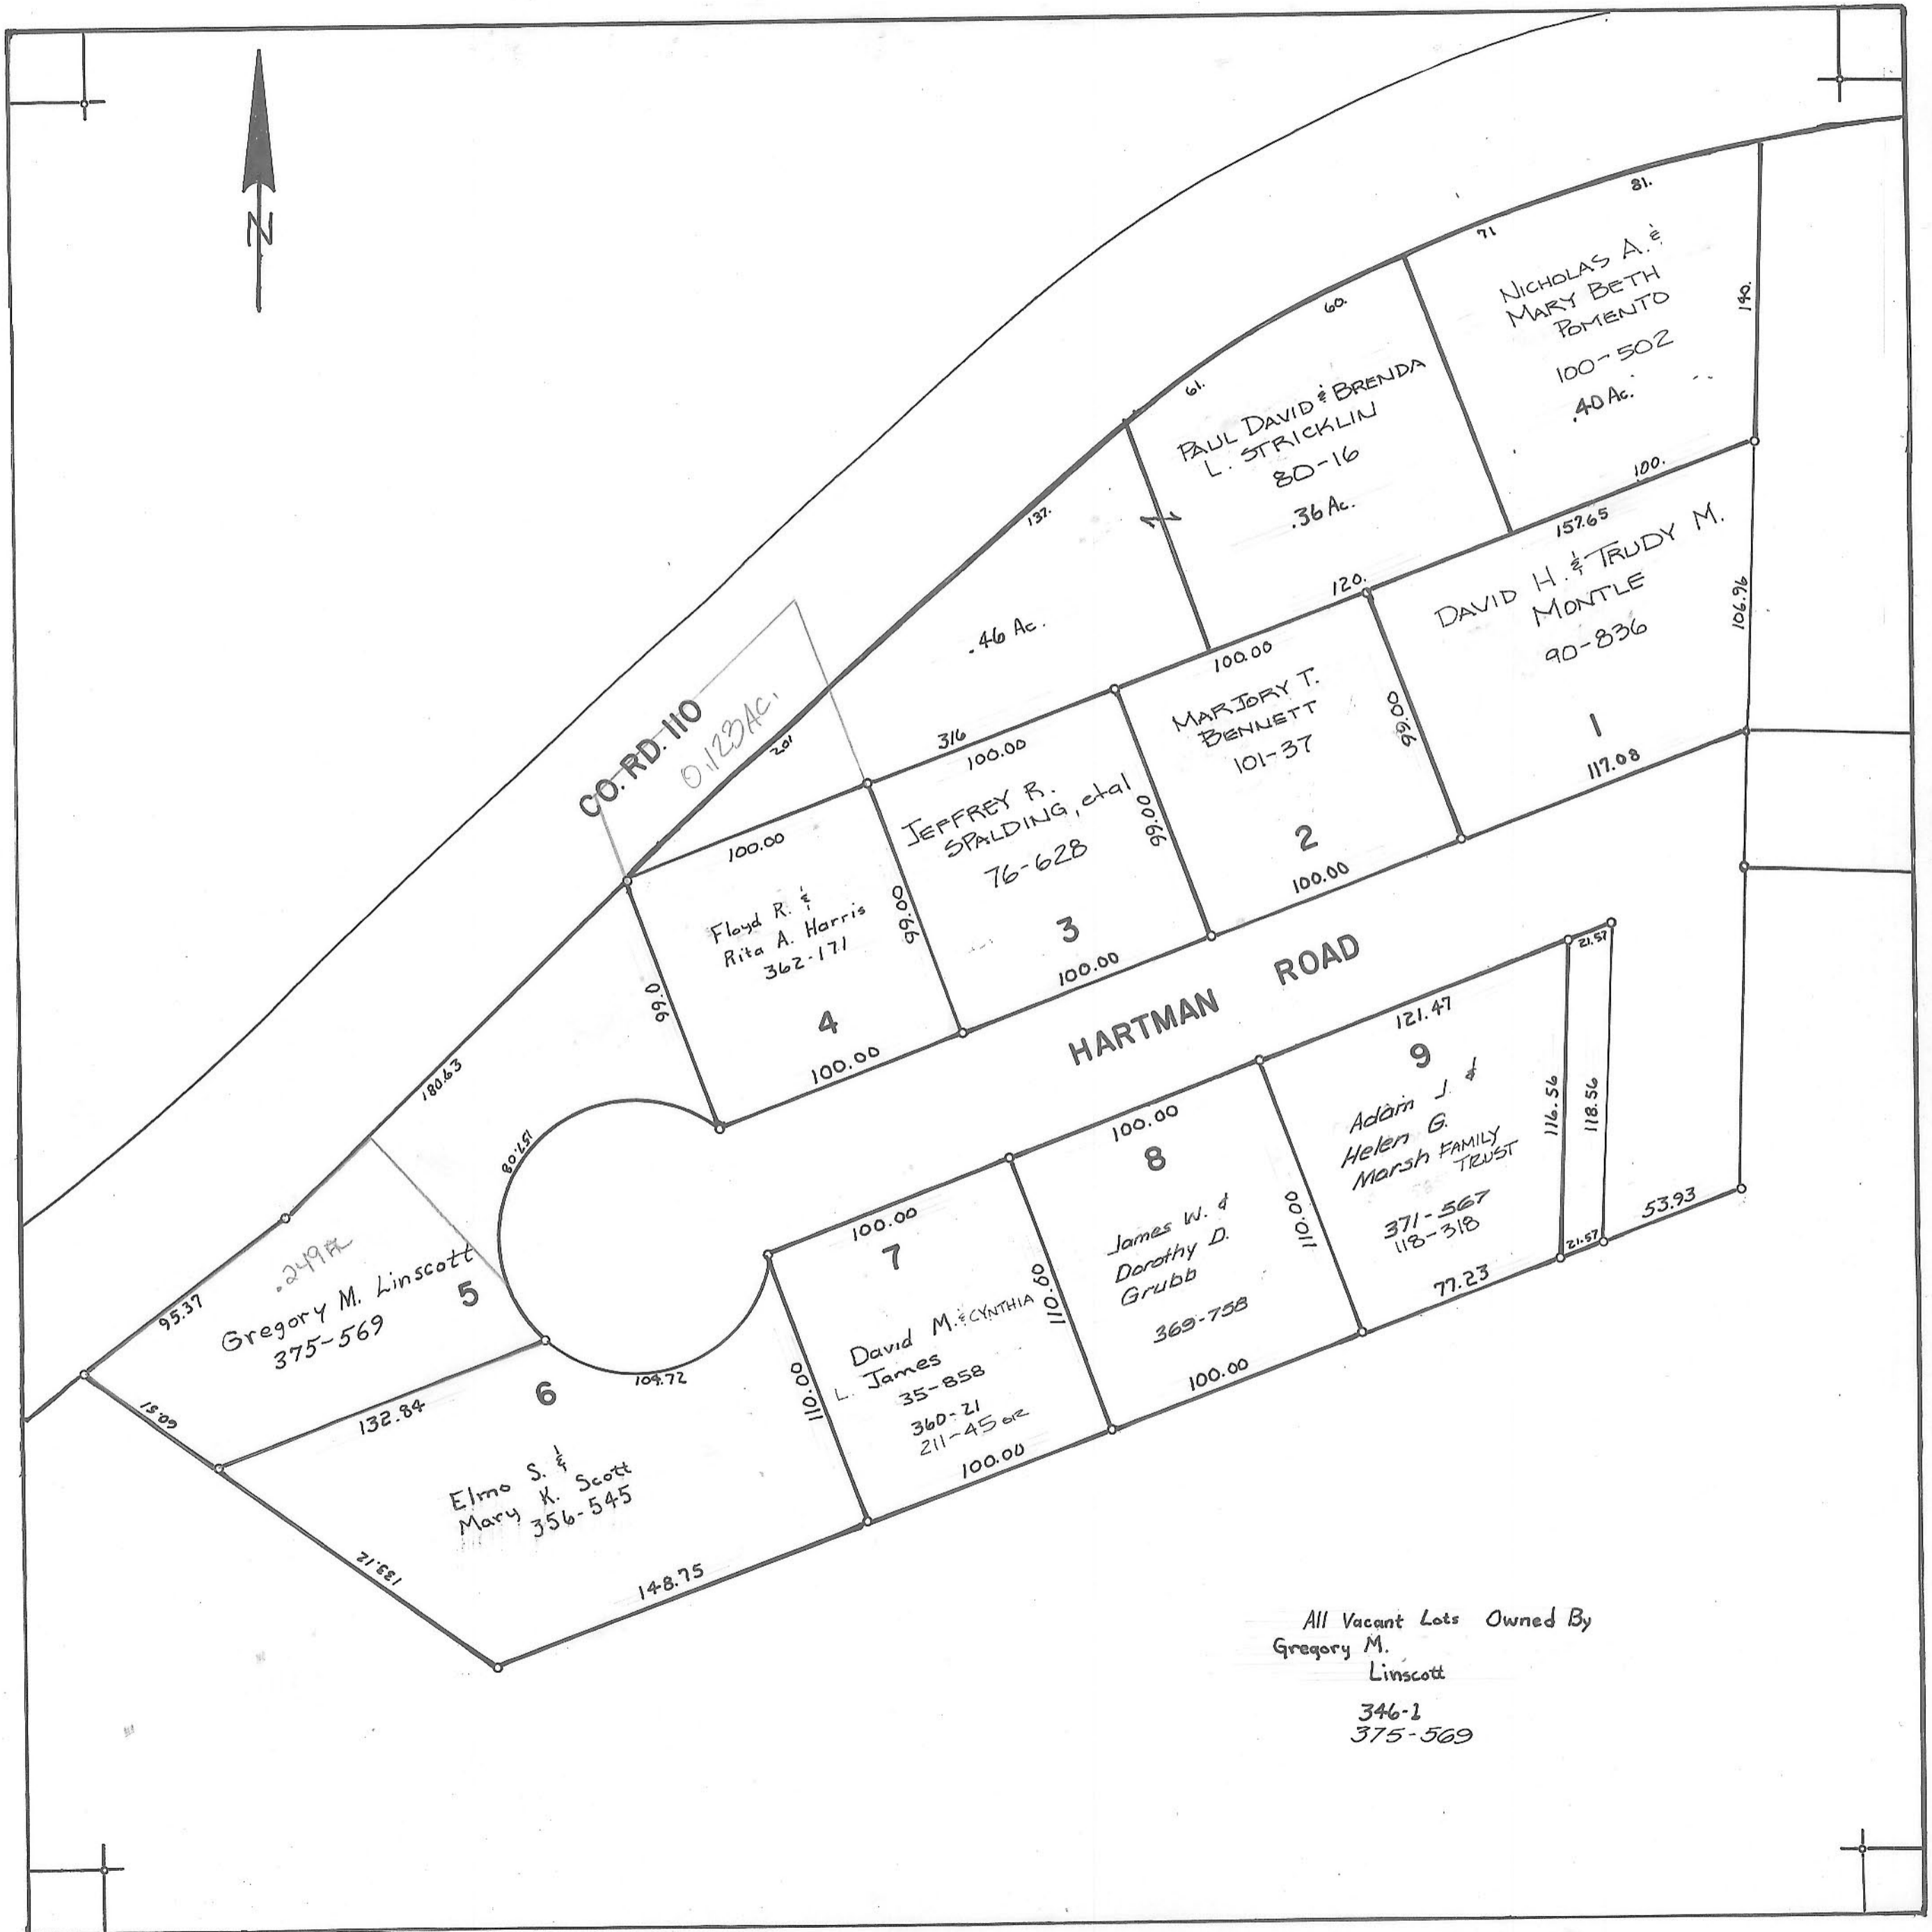 N
81.
71
60.
61.
137.
201
316
NICHOLAS A. &
MARY BETH
POMENTO
100-502
.40 Ac.
190.
100.
PAUL DAVID & BRENDA
L. STRICKLIN
80-16
.36 Ac.
120.
.46 Ac.
CO. RD. 110
0.123 AC.
157.65
DAVID H. & TRUDY M.
MONTLE
90-836
1
106.96
117.08
100.00
MARJORY T.
BENNETT
101-37
2
99.00
100.00
100.00
JEFFREY R.
SPALDING, etal
76-628
3
99.00
100.00
100.00
Floyd R. &
Rita A. Harris
362-171
4
99.00
99.0
100.00
HARTMAN ROAD
180.63
157.08
95.37
.249 Ac
Gregory M. Linscott
375-569
5
60.51
132.84
109.72
6
Elmo S. &
Mary K. Scott
356-545
133.12
148.75
100.00
7
David M. & CYNTHIA
L. James
35-858
360-21
211-45 OR
110.00
110.00
100.00
100.00
8
James W. &
Dorothy D.
Grubb
369-758
110.00
100.00
121.47
9
Adam J. &
Helen G.
Marsh FAMILY
TRUST
371-567
118-318
116.56
118.56
21.57
21.57
77.23
53.93
All Vacant Lots Owned By
Gregory M.
Linscott
346-1
375-569